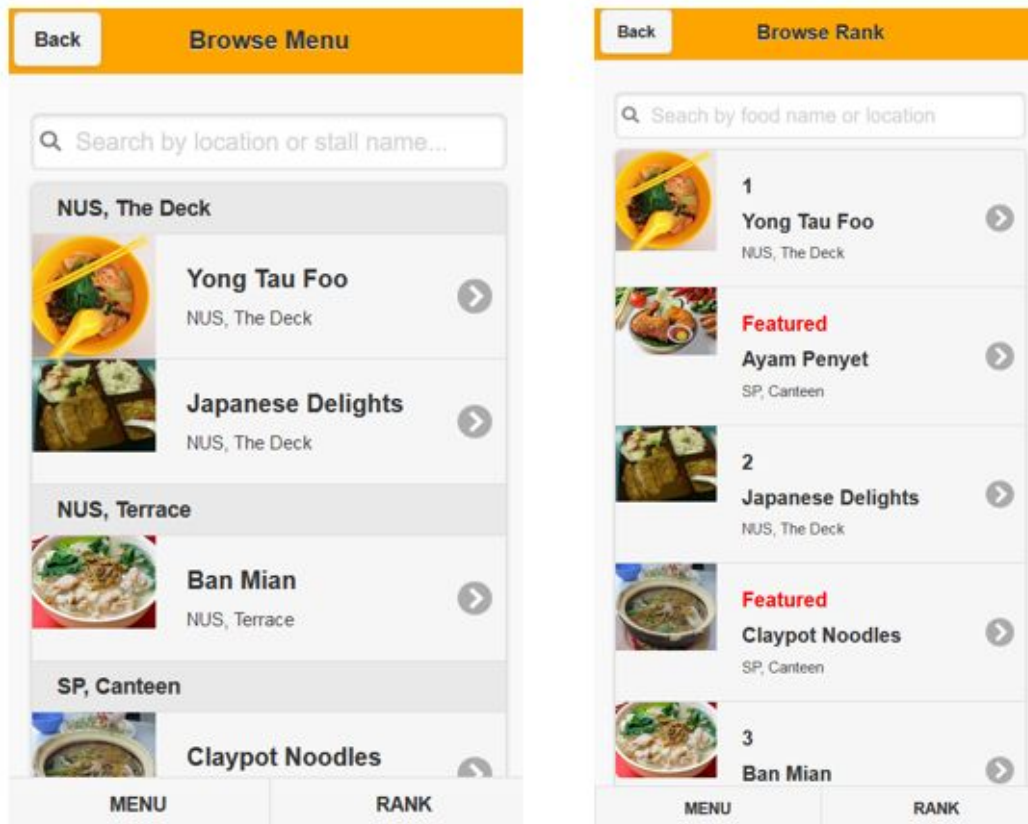 Back
Browse Menu
Search by location or stall name...
NUS, The Deck
Yong Tau Foo
NUS, The Deck
Japanese Delights
NUS, The Deck
NUS, Terrace
Ban Mian
NUS, Terrace
SP, Canteen
Claypot Noodles
MENU
RANK
Back
Browse Rank
Seach by food name or location
1
Yong Tau Foo
NUS, The Deck
Featured
Ayam Penyet
SP, Canteen
2
Japanese Delights
NUS, The Deck
Featured
Claypot Noodles
SP, Canteen
3
Ban Mian
MENU
RANK